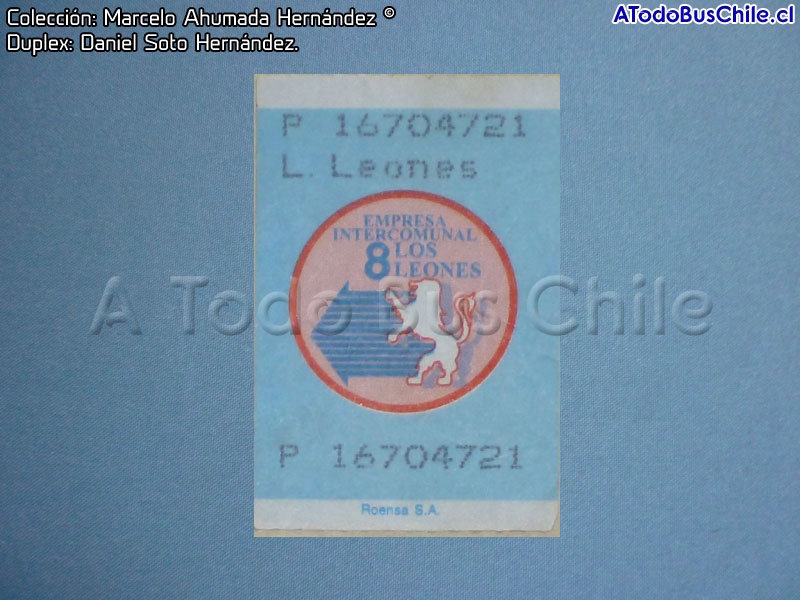 Colección: Marcelo Ahumada Hernández ©
Duplex: Daniel Soto Hernández.
ATodoBusChile.cl
P 16704721
L. Leones
EMPRESA
INTERCOMUNAL
8 LOS
LEONES
A Todo Bus Chile
P 16704721
Roensa S.A.